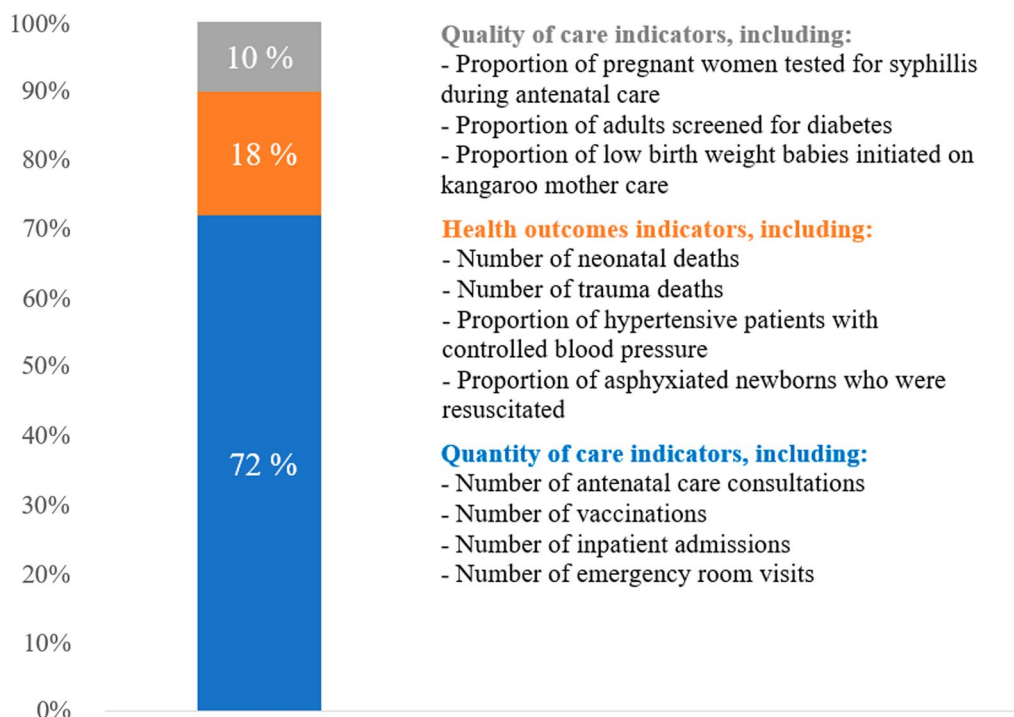 100%
90%
80%
70%
60%
50%
40%
30%
20%
10%
0%
10 %
18 %
72 %
Quality of care indicators, including:
- Proportion of pregnant women tested for syphillis
during antenatal care
- Proportion of adults screened for diabetes
- Proportion of low birth weight babies initiated on
kangaroo mother care
Health outcomes indicators, including:
- Number of neonatal deaths
- Number of trauma deaths
- Proportion of hypertensive patients with
controlled blood pressure
- Proportion of asphyxiated newborns who were
resuscitated
Quantity of care indicators, including:
- Number of antenatal care consultations
- Number of vaccinations
- Number of inpatient admissions
- Number of emergency room visits